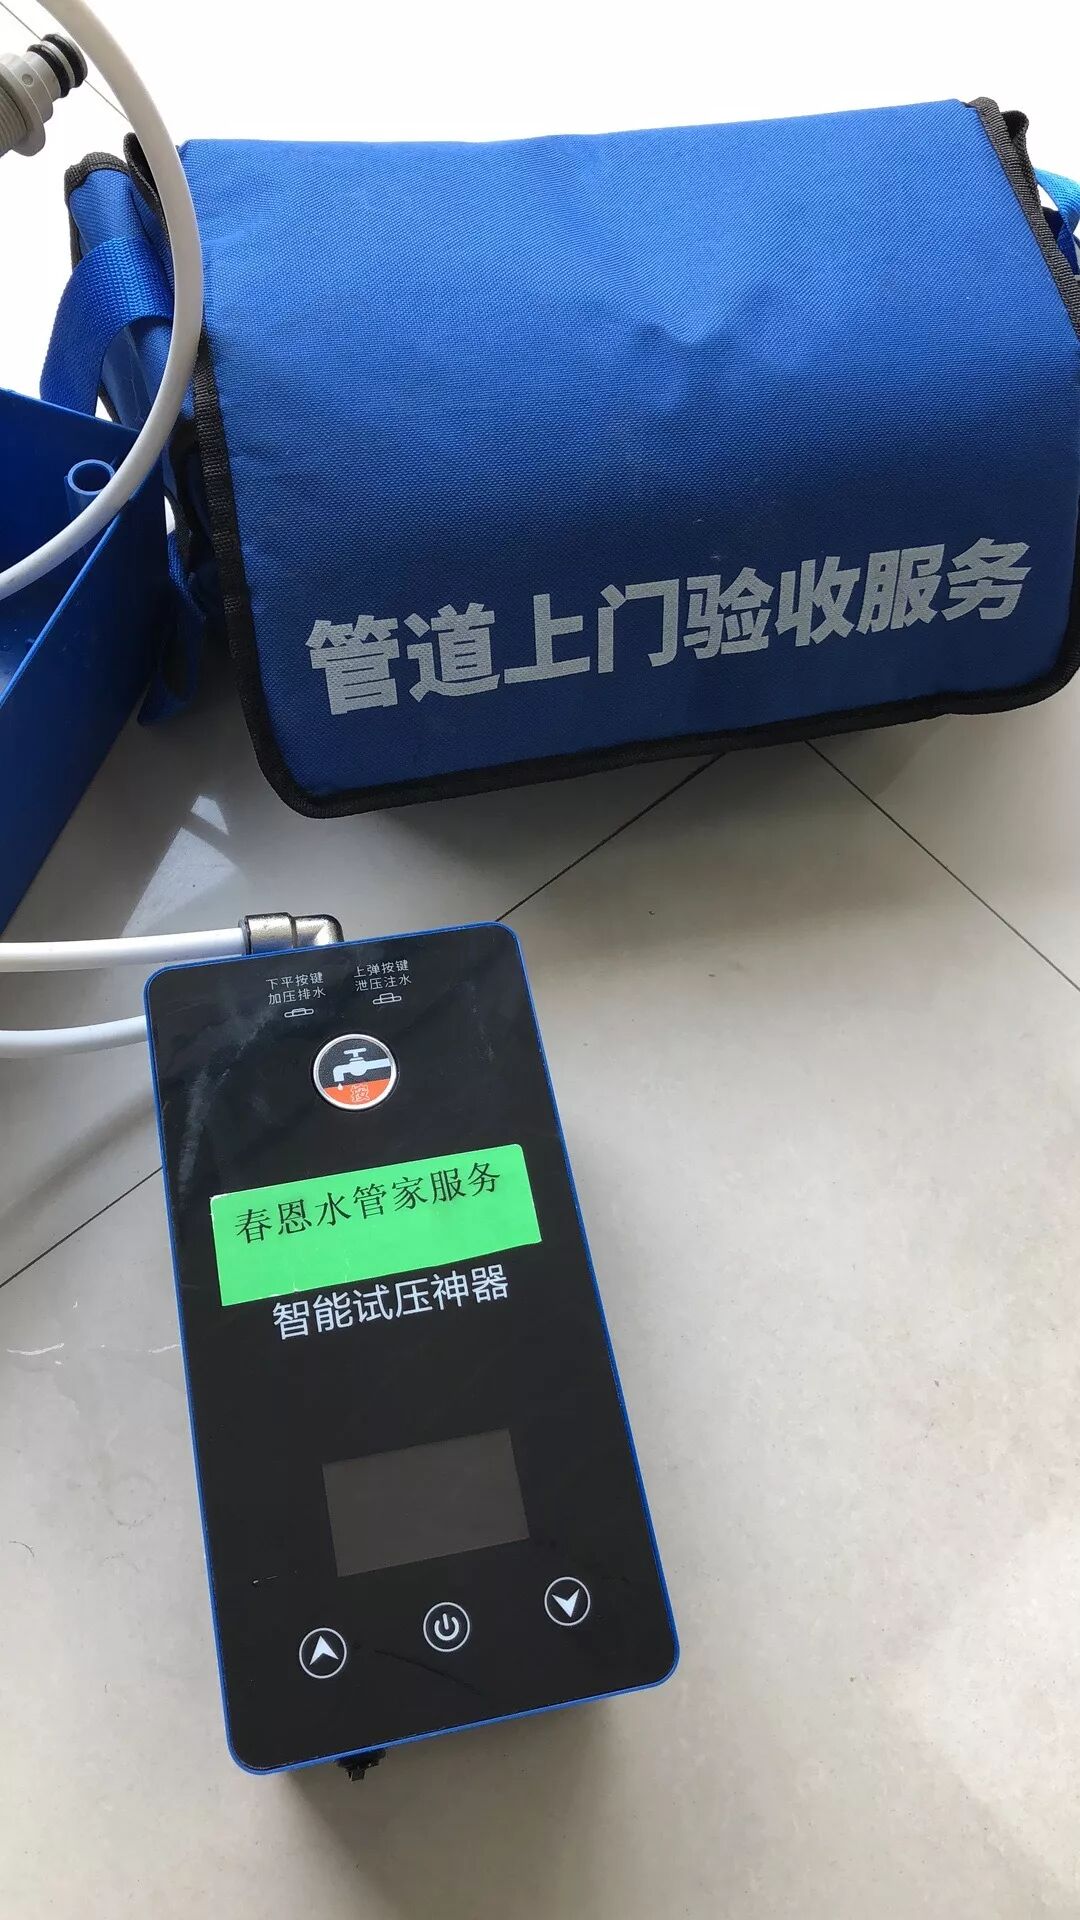 管道上门验收服务
下平按键 上弹按键
加压排水 泄压注水
春恩水管家服务
智能试压神器